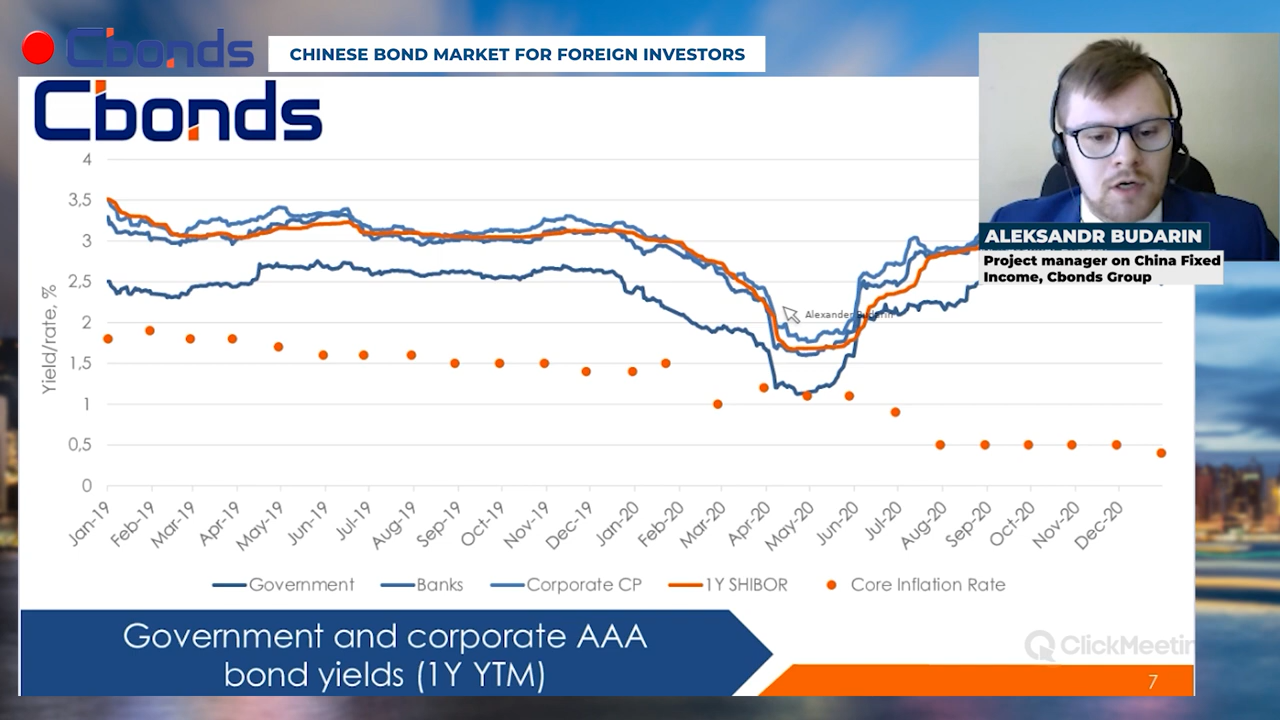 Cbonds
CHINESE BOND MARKET FOR FOREIGN INVESTORS
Cbonds
ALEKSANDR BUDARIN
Project manager on China Fixed
Income, Cbonds Group
4
3,5
3
2,5
2
1,5
1
0,5
0
Yield/rate, %
Alexander Budarin
Jan-19
Feb-19
Mar-19
Apr-19
May-19
Jun-19
Jul-19
Aug-19
Sep-19
Oct-19
Nov-19
Dec-19
Jan-20
Feb-20
Mar-20
Apr-20
May-20
Jun-20
Jul-20
Aug-20
Sep-20
Oct-20
Nov-20
Dec-20
Government
Banks
Corporate CP
1Y SHIBOR
Core Inflation Rate
Government and corporate AAA
bond yields (1Y YTM)
ClickMeetin
7